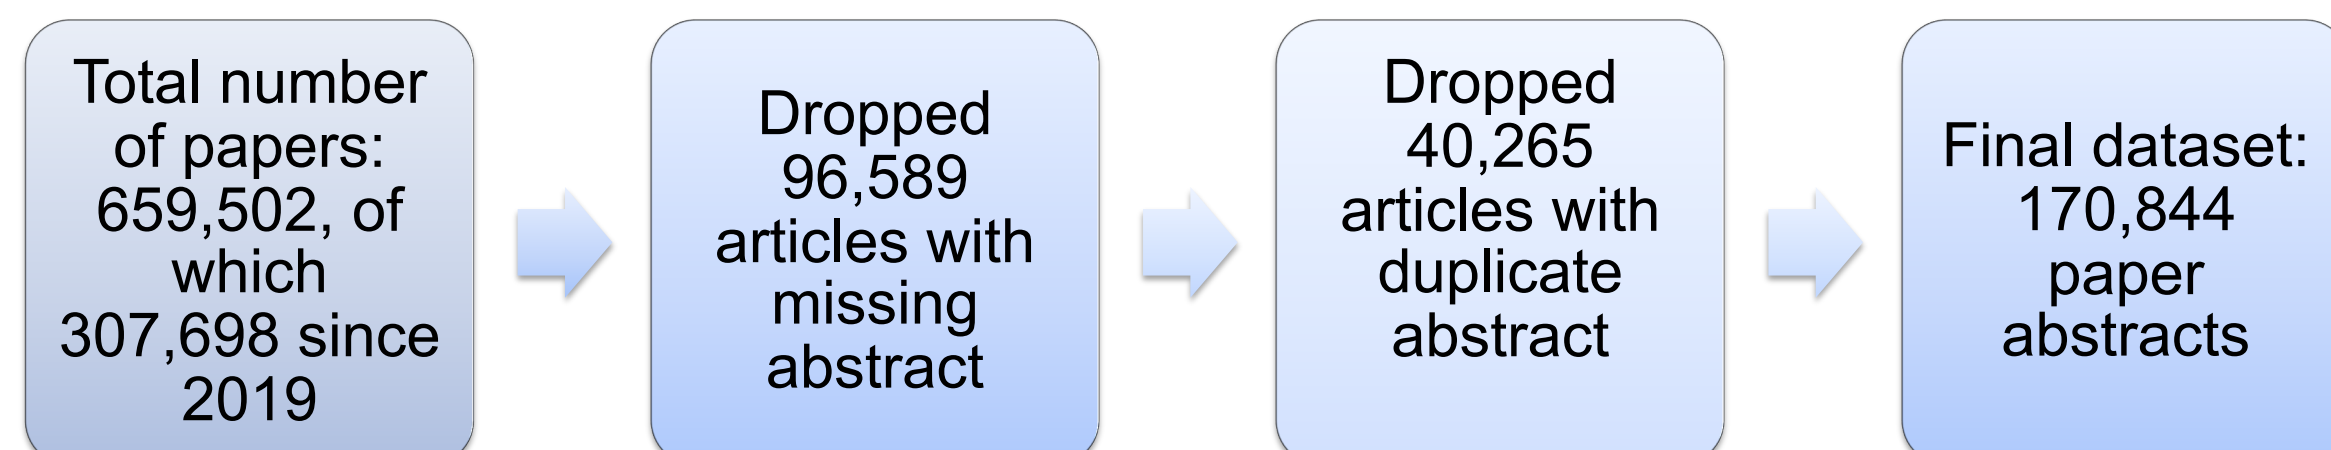 Total number
of papers:
659,502, of
which
307,698 since
2019
Dropped
96,589
articles with
missing
abstract
Dropped
40,265
articles with
duplicate
abstract
Final dataset:
170,844
paper
abstracts